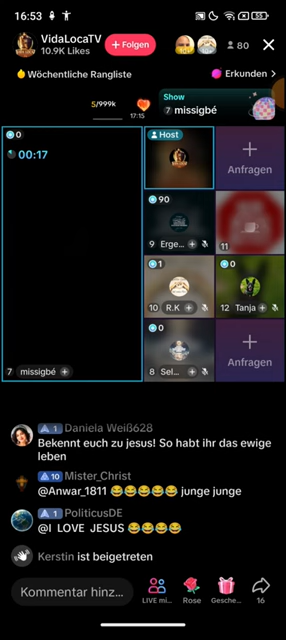 16:53
55
VidaLocaTV
10.9K Likes
+ Folgen
80
Wöchentliche Rangliste
Erkunden >
5/999k
17:15
Show
7 missigbé
0
00:17
Host
Anfragen
90
9 Erge...
11
1
10 R.K
0
12 Tanja
0
8 Sel...
Anfragen
7 missigbé
1 Daniela Weiß628
Bekennt euch zu jesus! So habt ihr das ewige
leben
10 Mister_Christ
@Anwar_1811 😂😂😂😂😂 junge junge
1 PoliticusDE
@I LOVE JESUS 😂😂😂😂
Kerstin ist beigetreten
Kommentar hinz...
LIVE mi...
Rose
Gesche...
16